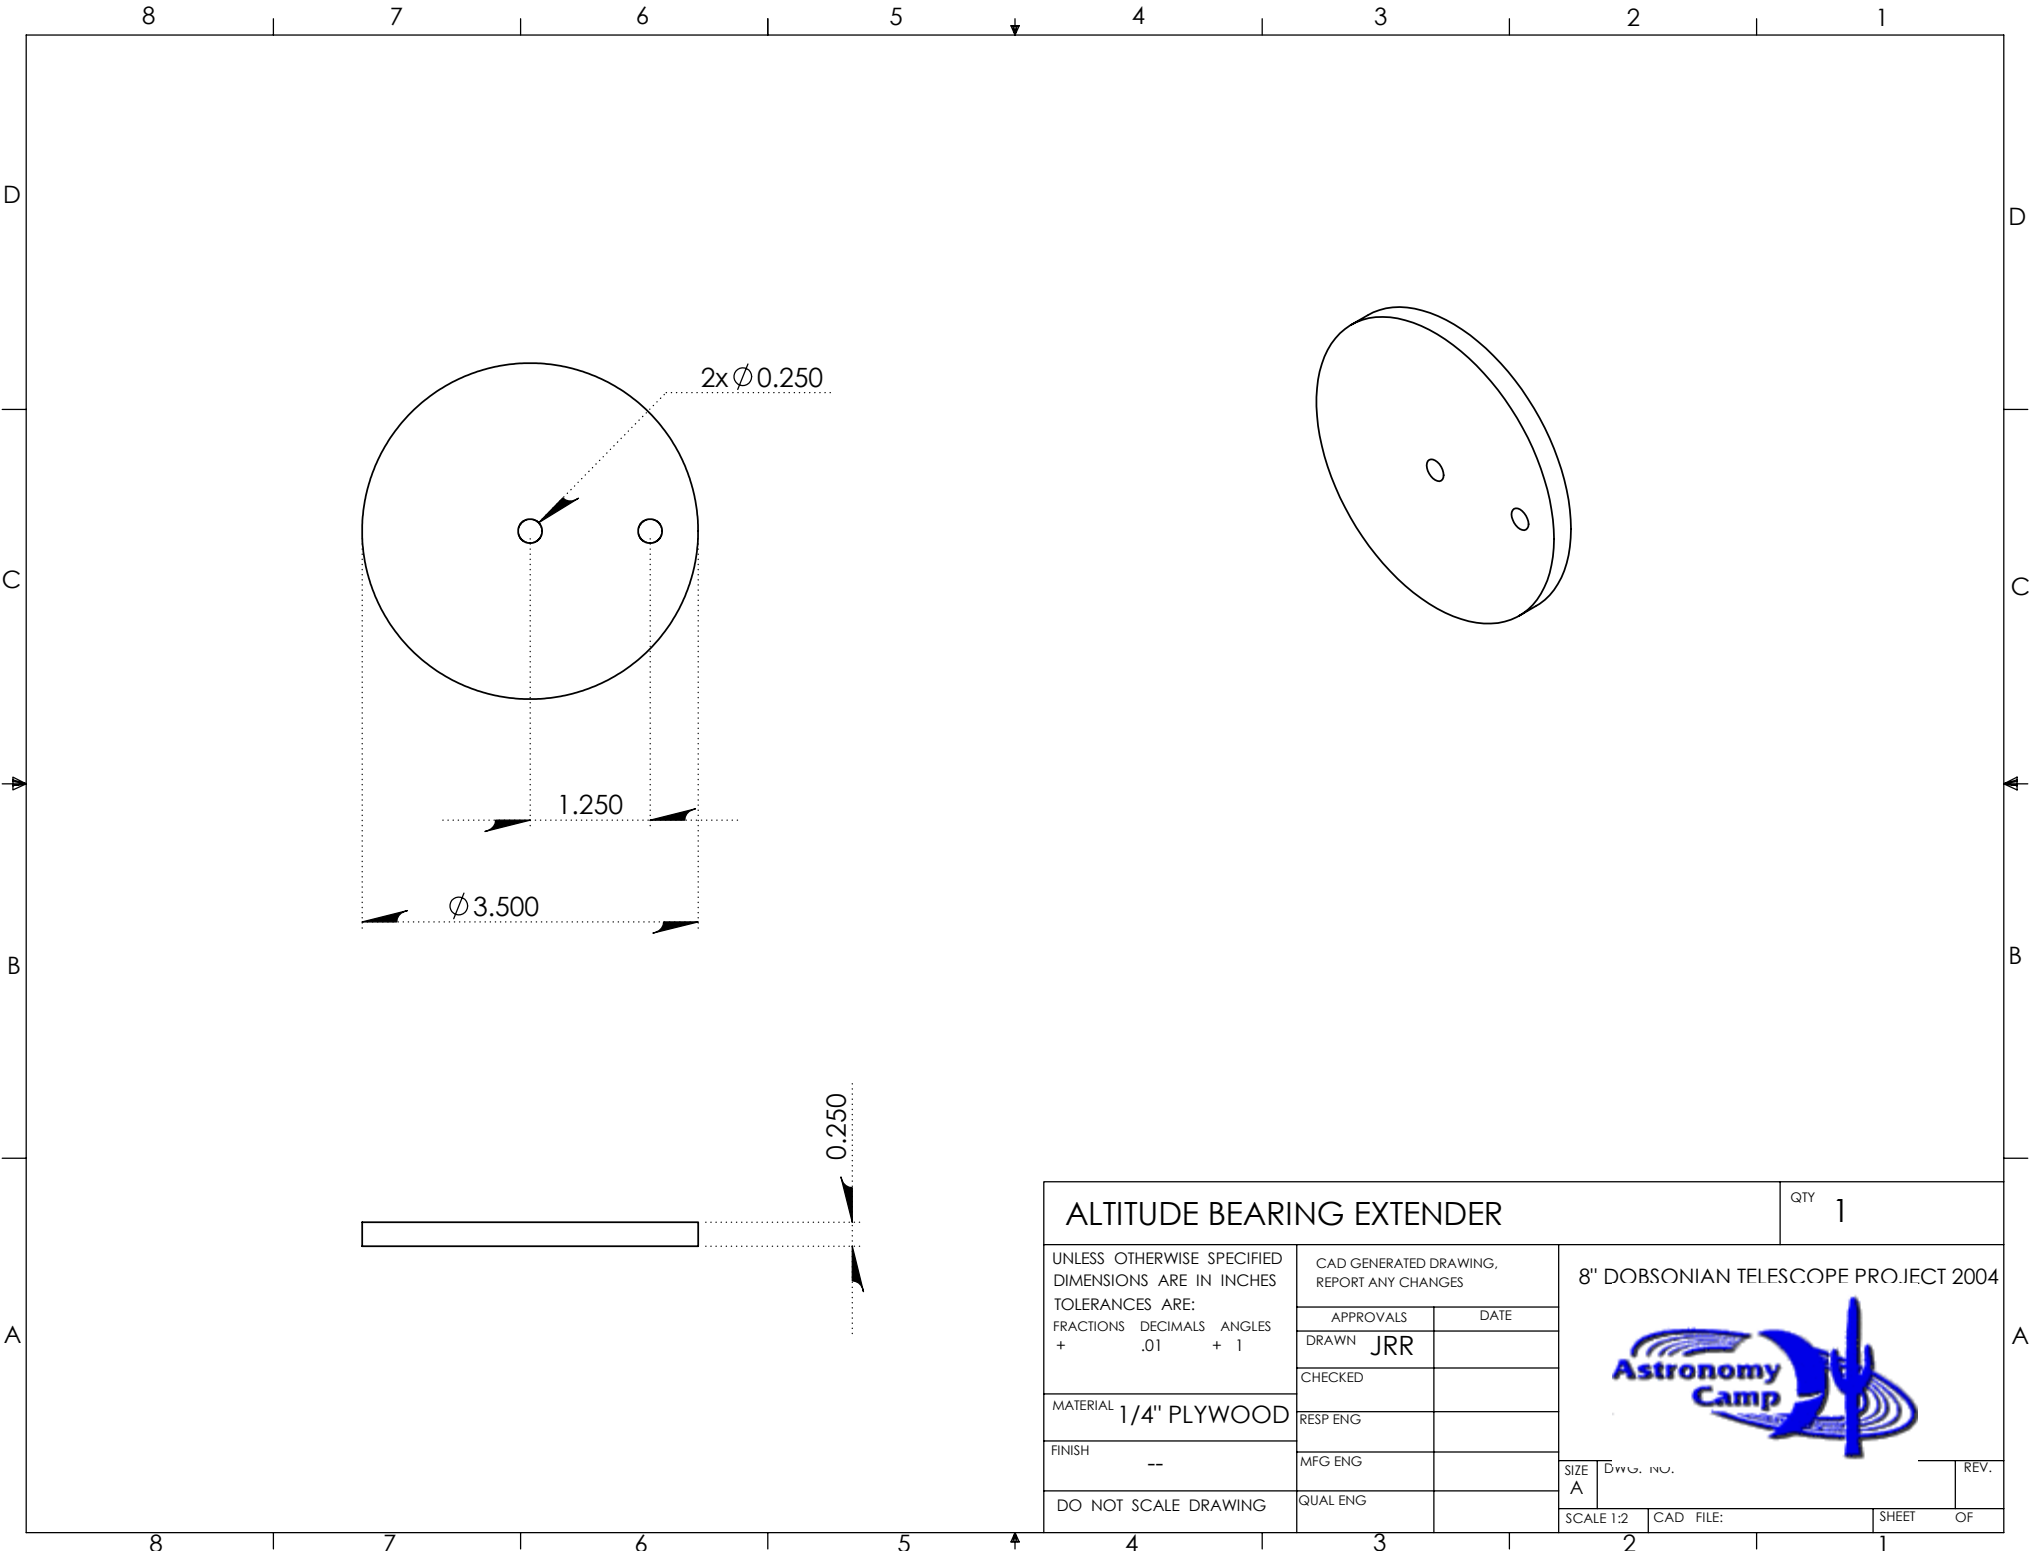 8 7 6 5 4 3 2 1
D D
2x∅0.250
C C
1.250
∅3.500
B B
0.250
ALTITUDE BEARING EXTENDER
QTY 1
UNLESS OTHERWISE SPECIFIED
DIMENSIONS ARE IN INCHES
TOLERANCES ARE:
FRACTIONS DECIMALS ANGLES
+ .01 + 1
MATERIAL 1/4" PLYWOOD
FINISH
--
DO NOT SCALE DRAWING
CAD GENERATED DRAWING,
REPORT ANY CHANGES
APPROVALS DATE
DRAWN JRR
CHECKED
RESP ENG
MFG ENG
QUAL ENG
8" DOBSONIAN TELESCOPE PROJECT 2004
Astronomy
Camp
SIZE DWG. NO. REV.
A
SCALE 1:2 CAD FILE: SHEET OF
A A
8 7 6 5 4 3 2 1